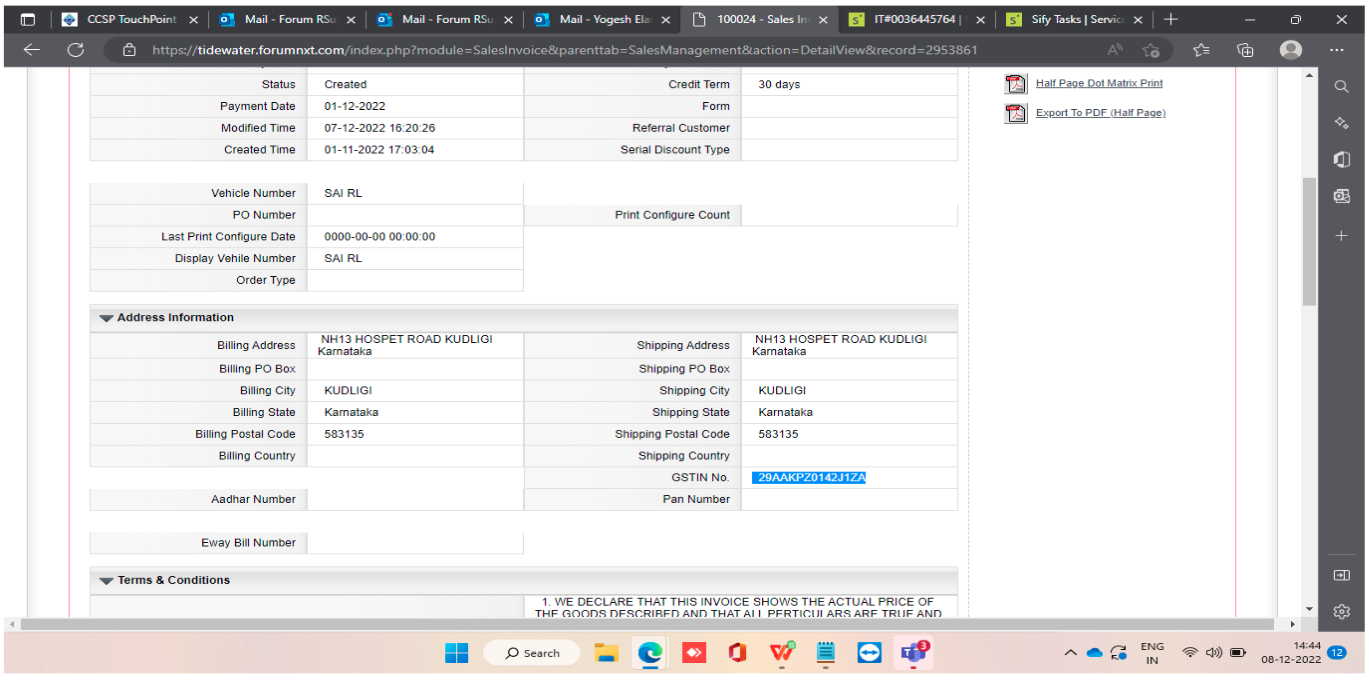 CCSP TouchPoint
Mail - Forum RSu
Mail - Forum RSu
Mail - Yogesh Ela
100024 - Sales In
IT#0036445764 |
Sify Tasks | Servic
https://tidewater.forumnxt.com/index.php?module=SalesInvoice&parenttab=SalesManagement&action=DetailView&record=2953861
Status Created Credit Term 30 days
Half Page Dot Matrix Print
Payment Date 01-12-2022 Form
Export To PDF (Half Page)
Modified Time 07-12-2022 16:20:26 Referral Customer
Created Time 01-11-2022 17:03:04 Serial Discount Type
Vehicle Number SAI RL
PO Number Print Configure Count
Last Print Configure Date 0000-00-00 00:00:00
Display Vehile Number SAI RL
Order Type
Address Information
Billing Address NH13 HOSPET ROAD KUDLIGI Karnataka Shipping Address NH13 HOSPET ROAD KUDLIGI Karnataka
Billing PO Box Shipping PO Box
Billing City KUDLIGI Shipping City KUDLIGI
Billing State Karnataka Shipping State Karnataka
Billing Postal Code 583135 Shipping Postal Code 583135
Billing Country Shipping Country
GSTIN No. 29AAKPZ0142J1ZA
Aadhar Number Pan Number
Eway Bill Number
Terms & Conditions
1. WE DECLARE THAT THIS INVOICE SHOWS THE ACTUAL PRICE OF
THE GOODS DESCRIBED AND THAT ALL PERTICULARS ARE TRUE AND
Search
3
ENG
IN
14:44
08-12-2022
12